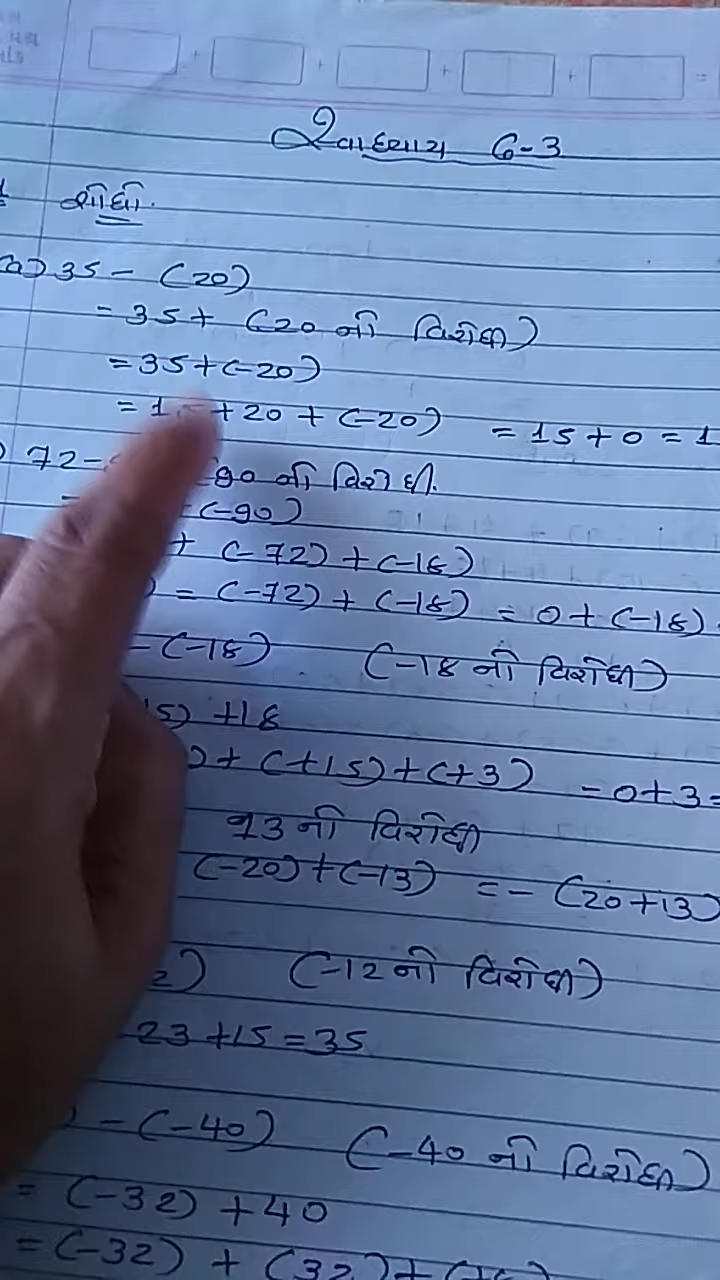 સ્વાધ્યાય 6-3
શોધો.
(a) 35 - (20)
= 35 + (20 ની વિરોધી)
= 35 + (-20)
+ 20 + (-20) = 15 + 0 = 1
72 - 90 ની વિરોધી.
(-90)
+ (-72) + (-18)
= (-72) + (-18) = 0 + (-18)
- (-18) (-18 ની વિરોધી)
15) + 18
) + (+15) + (+3) - 0 + 3 =
13 ની વિરોધી
(-20) + (-13) = - (20 + 13)
2) (-12 ની વિરોધી)
23 + 15 = 35
) - (-40) (-40 ની વિરોધી)
= (-32) + 40
= (-32) + (32) +